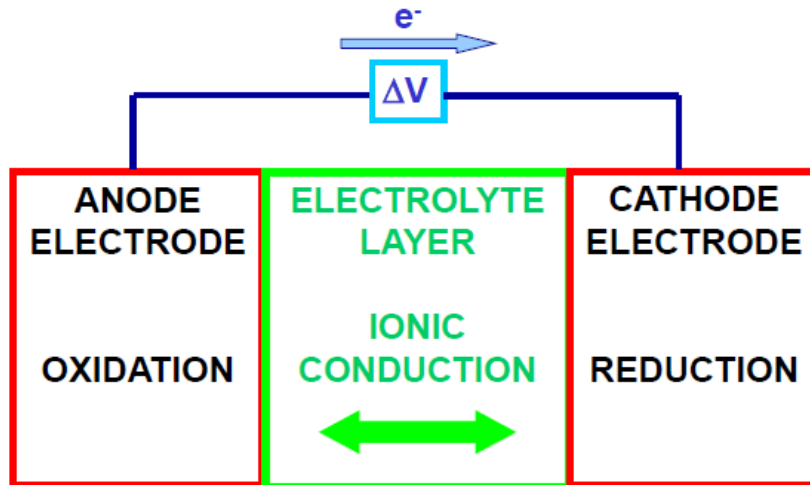 e-
ΔV
ANODE
ELECTRODE
OXIDATION
ELECTROLYTE
LAYER
IONIC
CONDUCTION
CATHODE
ELECTRODE
REDUCTION